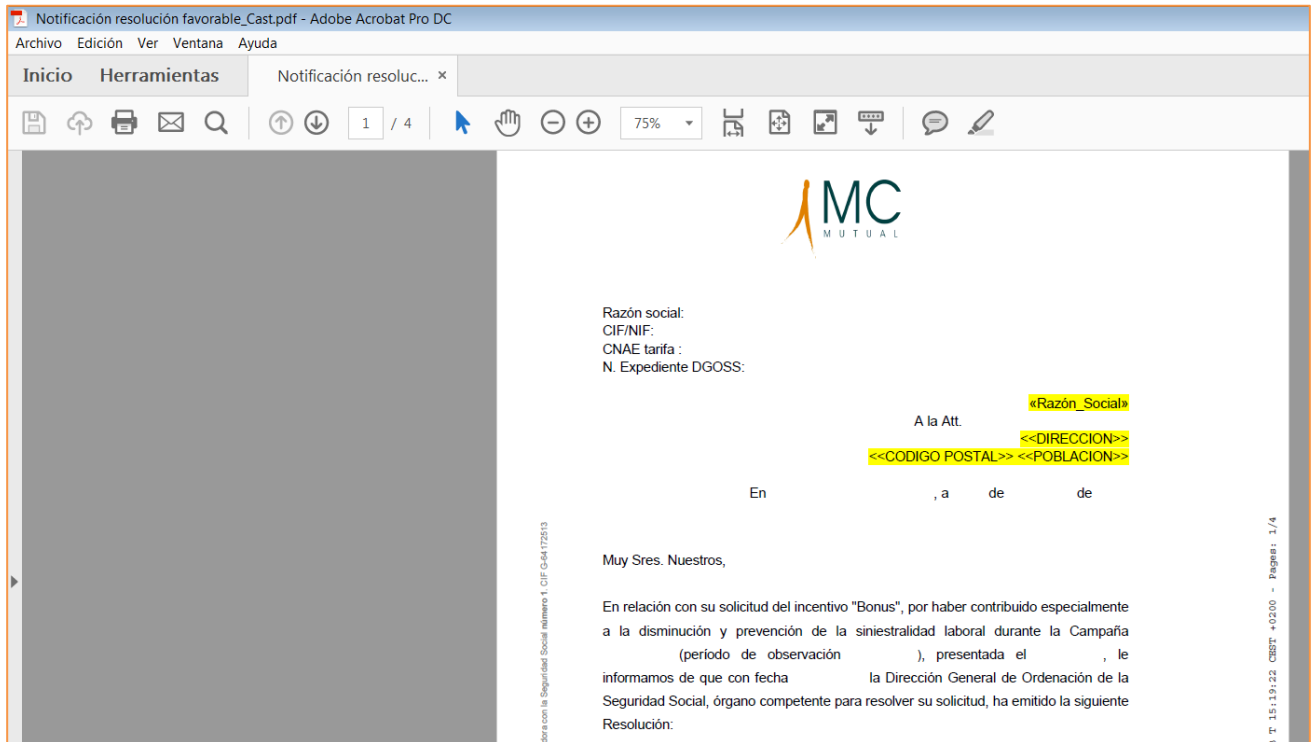 Notificación resolución favorable_Cast.pdf - Adobe Acrobat Pro DC
Archivo Edición Ver Ventana Ayuda
Inicio Herramientas Notificación resoluc... ×
1 / 4 75%
MC
MUTUAL
Razón social:
CIF/NIF:
CNAE tarifa :
N. Expediente DGOSS:
«Razón_Social»
A la Att.
<<DIRECCION>>
<<CODIGO POSTAL>> <<POBLACION>>
En , a de de
Muy Sres. Nuestros,
En relación con su solicitud del incentivo "Bonus", por haber contribuido especialmente
a la disminución y prevención de la siniestralidad laboral durante la Campaña
(período de observación ), presentada el , le
informamos de que con fecha la Dirección General de Ordenación de la
Seguridad Social, órgano competente para resolver su solicitud, ha emitido la siguiente
Resolución:
dora con la Seguridad Social número 1. CIF G-64172513
T 15:19:22 CEST +0200 - Pages: 1/4